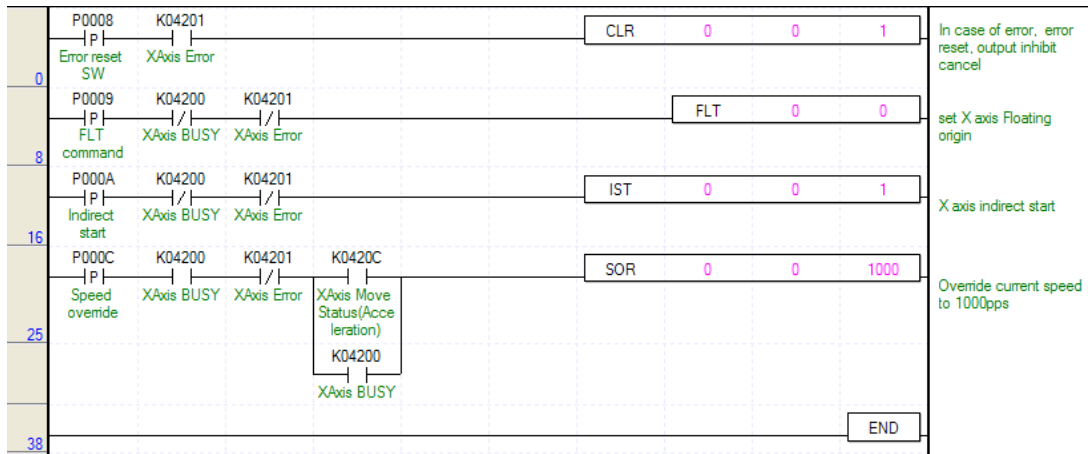 P0008 K04201
P
CLR 0 0 1
Error reset
SW
XAxis Error
In case of error, error
reset, output inhibit
cancel
0
P0009 K04200 K04201
P
FLT 0 0
FLT
command
XAxis BUSY XAxis Error
set X axis Floating
origin
8
P000A K04200 K04201
P
IST 0 0 1
Indirect
start
XAxis BUSY XAxis Error
X axis indirect start
16
P000C K04200 K04201 K0420C
P
SOR 0 0 1000
Speed
override
XAxis BUSY XAxis Error
XAxis Move
Status(Acce
leration)
Override current speed
to 1000pps
25
K04200
XAxis BUSY
END
38